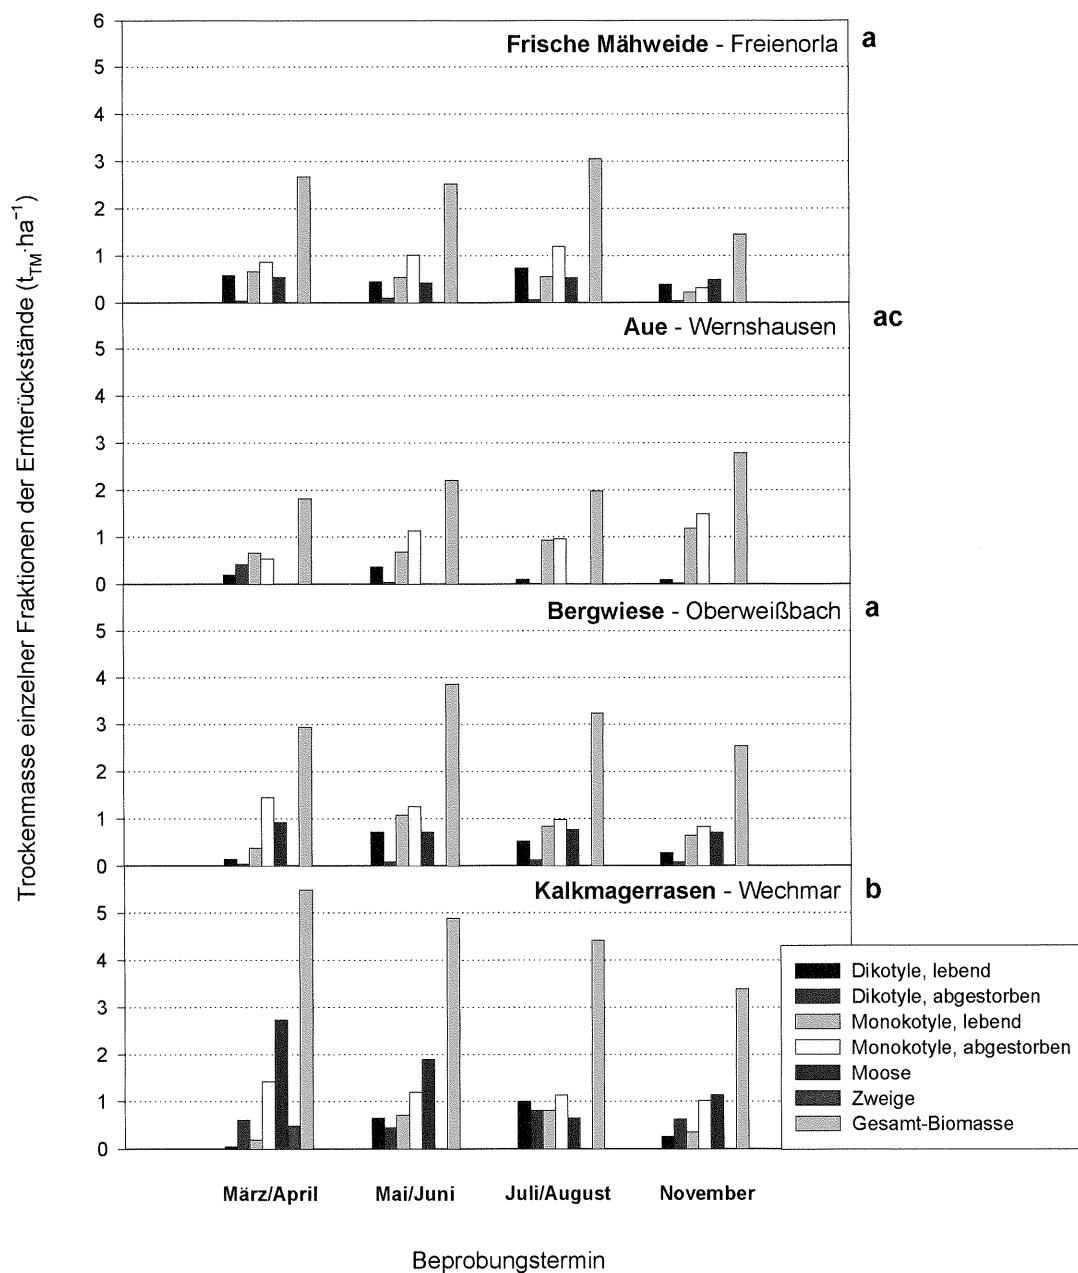 Trockenmasse einzelner Fraktionen der Ernterückstände (t_TM·ha⁻¹)
6
5
4
3
2
1
0
Frische Mähweide - Freienorla
a
5
4
3
2
1
0
Aue - Wernshausen
ac
5
4
3
2
1
0
Bergwiese - Oberweißbach
a
5
4
3
2
1
0
Kalkmagerrasen - Wechmar
b
Dikotyle, lebend
Dikotyle, abgestorben
Monokotyle, lebend
Monokotyle, abgestorben
Moose
Zweige
Gesamt-Biomasse
März/April Mai/Juni Juli/August November
Beprobungstermin